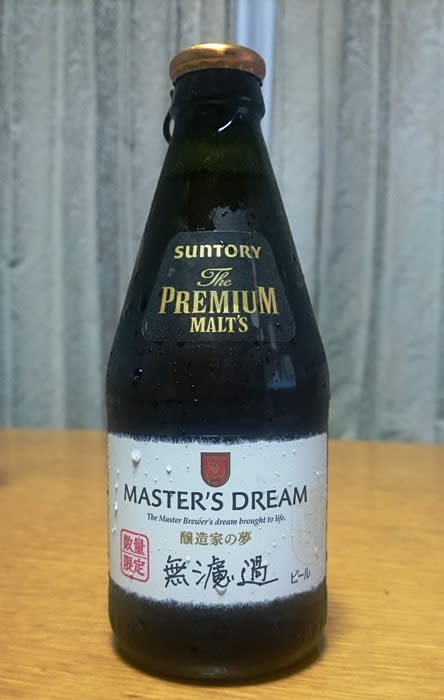 SUNTORY
The
PREMIUM
MALT'S
MASTER'S DREAM
The Master Brewer's dream brought to life.
醸造家の夢
数量
限定
無濾過
ビール